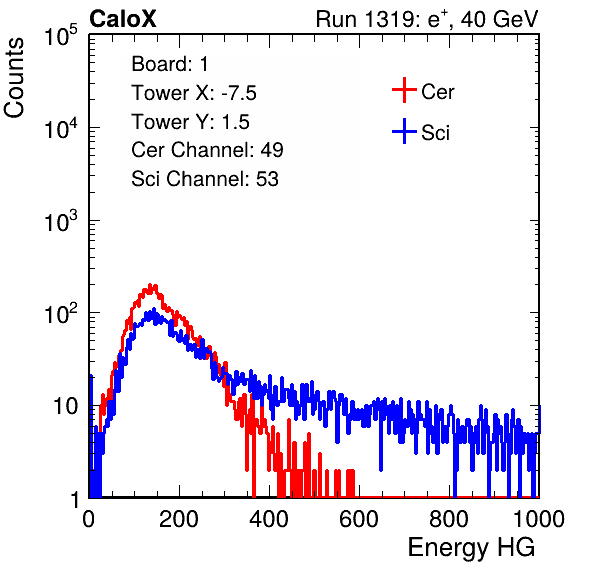 CaloX Run 1319: e⁺, 40 GeV
Counts
10⁵
10⁴
10³
10²
10
1
Board: 1
Tower X: -7.5
Tower Y: 1.5
Cer Channel: 49
Sci Channel: 53
Cer
Sci
0 200 400 600 800 1000
Energy HG